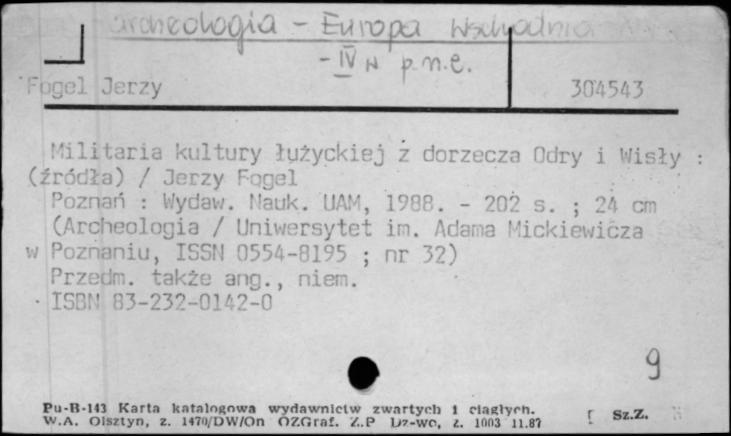 archeologia - Europa Wschodnia
- IV w p.n.e.
Fogel Jerzy 304543
Militaria kultury łużyckiej z dorzecza Odry i Wisły :
(źródła) / Jerzy Fogel
Poznań : Wydaw. Nauk. UAM, 1988. - 202 s. ; 24 cm
(Archeologia / Uniwersytet im. Adama Mickiewicza
w Poznaniu, ISSN 0554-8195 ; nr 32)
Przedm. także ang., niem.
ISBN 83-232-0142-0
9
Pu-B-143 Karta katalogowa wydawnictw zwartych i ciągłych.
W.A. Olsztyn, z. 1470/DW/On OZGraf. Z.P Dz-wo, z. 1003 11.87 [ Sz.Z.